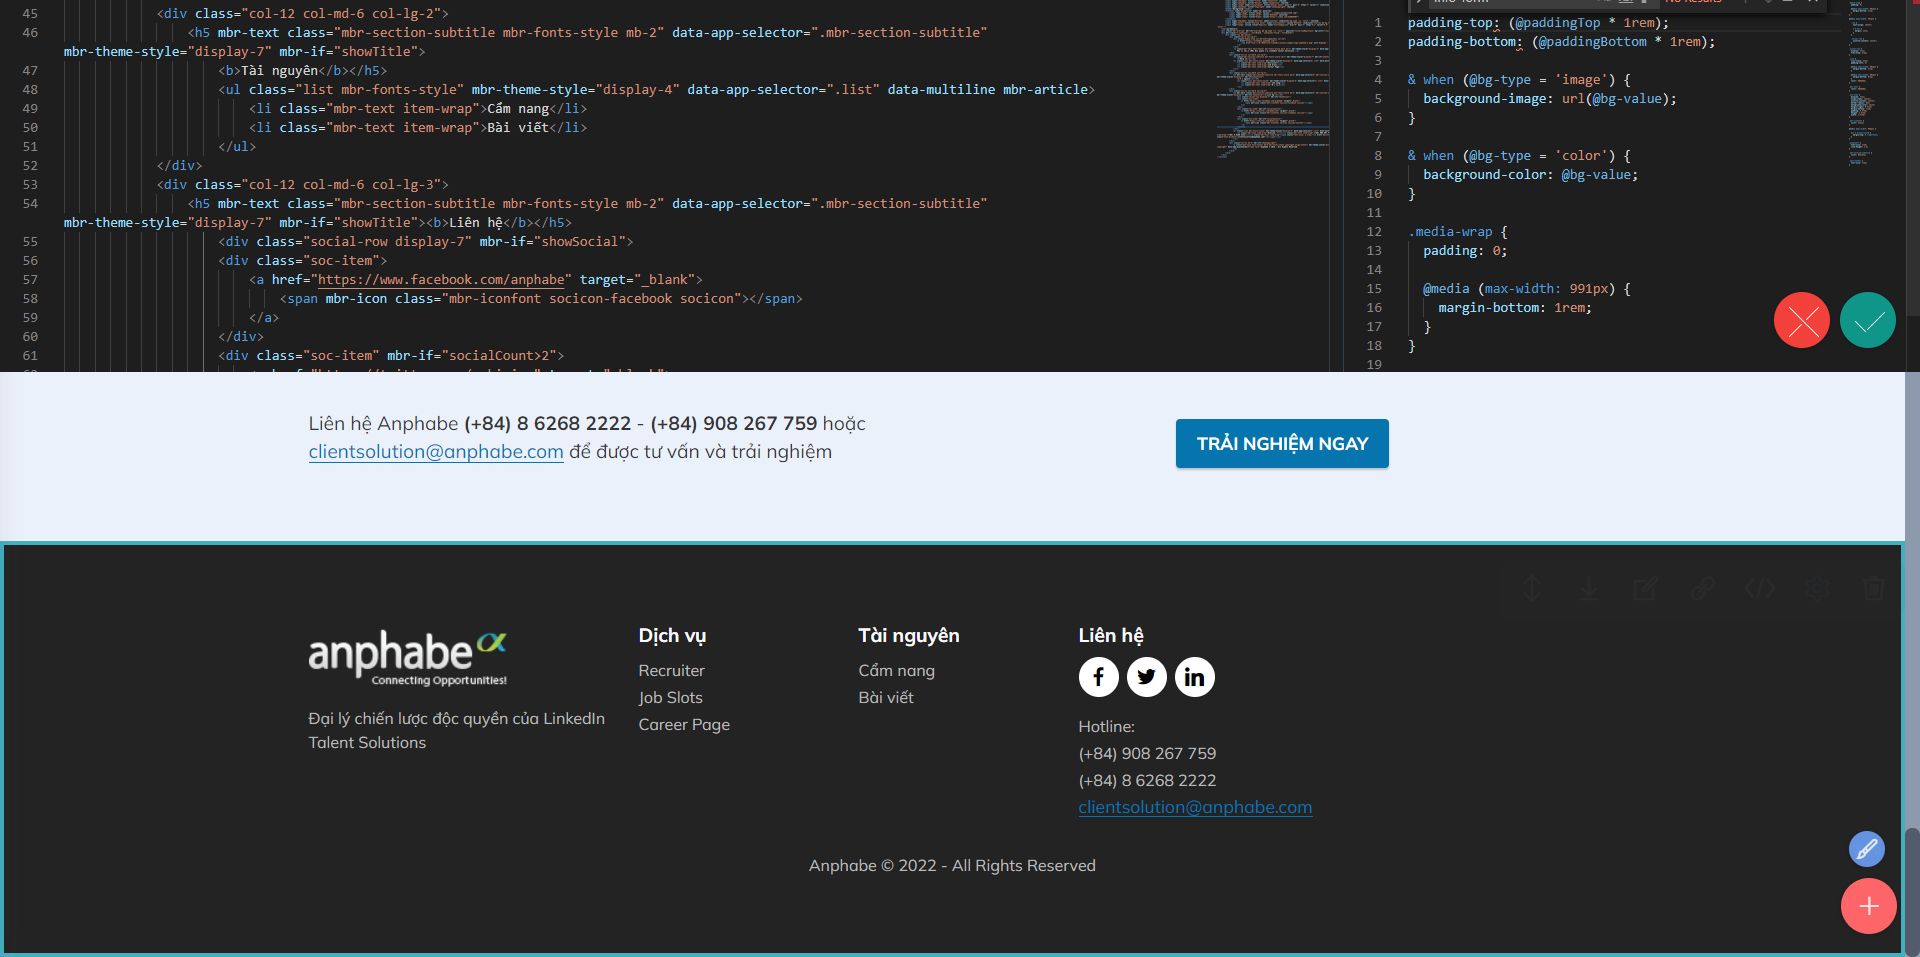 No Results
45 <div class="col-12 col-md-6 col-lg-2">
46 <h5 mbr-text class="mbr-section-subtitle mbr-fonts-style mb-2" data-app-selector=".mbr-section-subtitle"
mbr-theme-style="display-7" mbr-if="showTitle">
47 <b>Tài nguyên</b></h5>
48 <ul class="list mbr-fonts-style" mbr-theme-style="display-4" data-app-selector=".list" data-multiline mbr-article>
49 <li class="mbr-text item-wrap">Cẩm nang</li>
50 <li class="mbr-text item-wrap">Bài viết</li>
51 </ul>
52 </div>
53 <div class="col-12 col-md-6 col-lg-3">
54 <h5 mbr-text class="mbr-section-subtitle mbr-fonts-style mb-2" data-app-selector=".mbr-section-subtitle"
mbr-theme-style="display-7" mbr-if="showTitle"><b>Liên hệ</b></h5>
55 <div class="social-row display-7" mbr-if="showSocial">
56 <div class="soc-item">
57 <a href="https://www.facebook.com/anphabe" target="_blank">
58 <span mbr-icon class="mbr-iconfont socicon-facebook socicon"></span>
59 </a>
60 </div>
61 <div class="soc-item" mbr-if="socialCount>2">
1 padding-top: (@paddingTop * 1rem);
2 padding-bottom: (@paddingBottom * 1rem);
3
4 & when (@bg-type = 'image') {
5 background-image: url(@bg-value);
6 }
7
8 & when (@bg-type = 'color') {
9 background-color: @bg-value;
10 }
11
12 .media-wrap {
13 padding: 0;
14
15 @media (max-width: 991px) {
16 margin-bottom: 1rem;
17 }
18 }
19
Liên hệ Anphabe (+84) 8 6268 2222 - (+84) 908 267 759 hoặc
clientsolution@anphabe.com để được tư vấn và trải nghiệm
TRẢI NGHIỆM NGAY
anphabe
Connecting Opportunities!
Đại lý chiến lược độc quyền của LinkedIn
Talent Solutions
Dịch vụ
Recruiter
Job Slots
Career Page
Tài nguyên
Cẩm nang
Bài viết
Liên hệ
Hotline:
(+84) 908 267 759
(+84) 8 6268 2222
clientsolution@anphabe.com
Anphabe © 2022 - All Rights Reserved